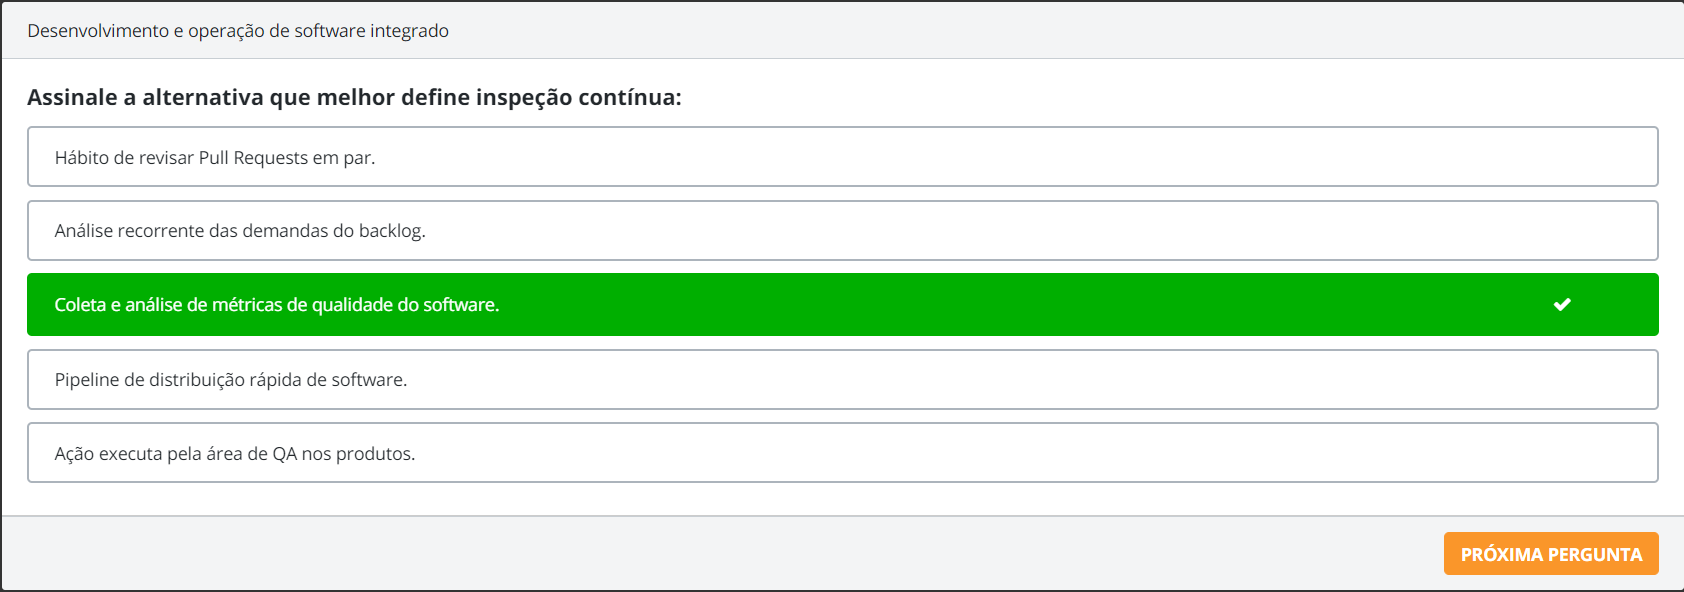 Desenvolvimento e operação de software integrado
Assinale a alternativa que melhor define inspeção contínua:
Hábito de revisar Pull Requests em par.
Análise recorrente das demandas do backlog.
Coleta e análise de métricas de qualidade do software.
Pipeline de distribuição rápida de software.
Ação executa pela área de QA nos produtos.
PRÓXIMA PERGUNTA